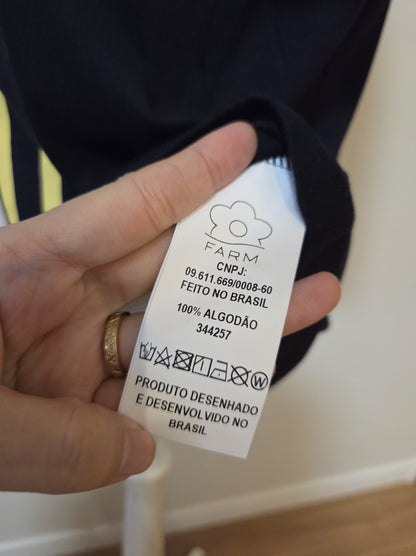 FARM
CNPJ:
09.611.669/0008-60
FEITO NO BRASIL
100% ALGODÃO
344257
W
PRODUTO DESENHADO
E DESENVOLVIDO NO
BRASIL